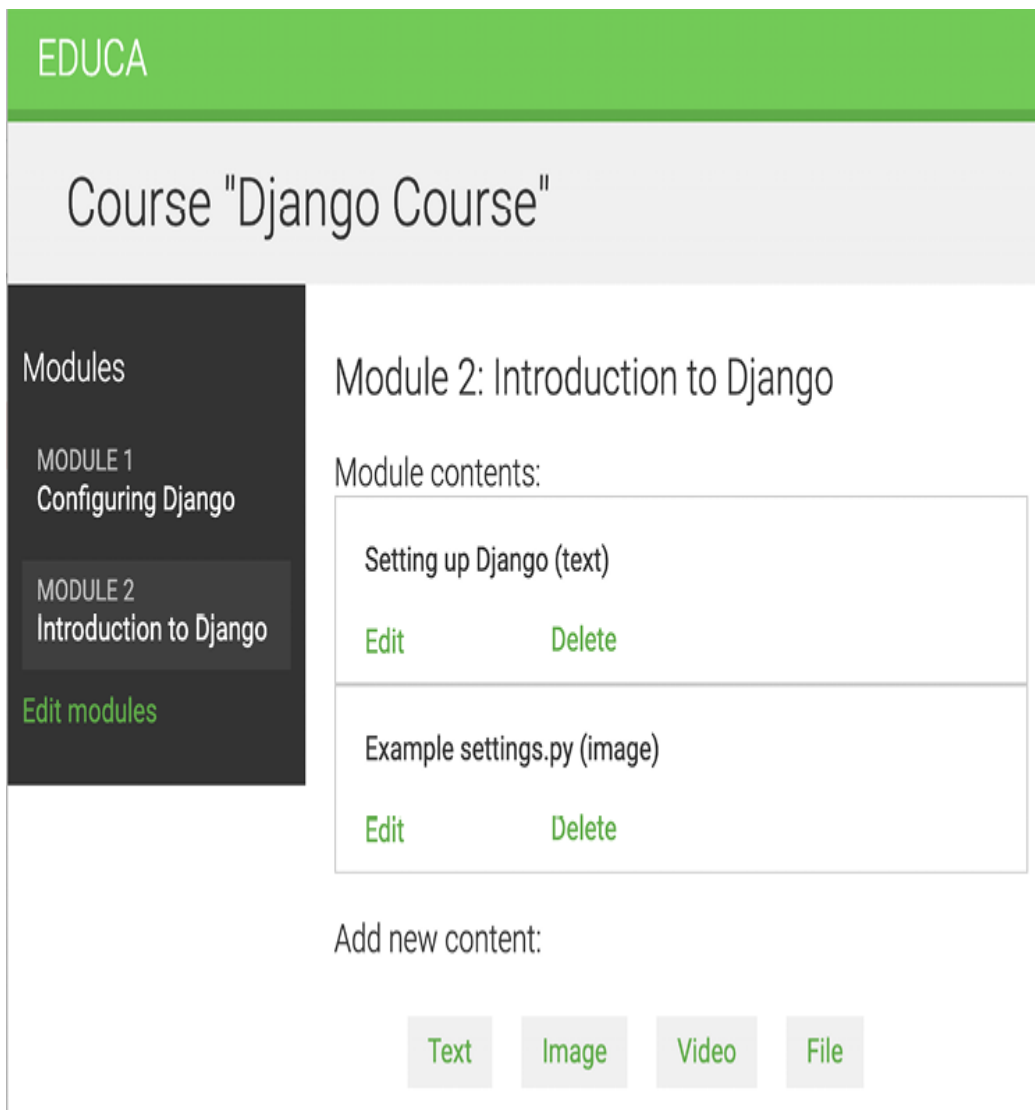 EDUCA
Course "Django Course"
Modules
MODULE 1
Configuring Django
MODULE 2
Introduction to Django
Edit modules
Module 2: Introduction to Django
Module contents:
Setting up Django (text)
Edit Delete
Example settings.py (image)
Edit Delete
Add new content:
Text Image Video File